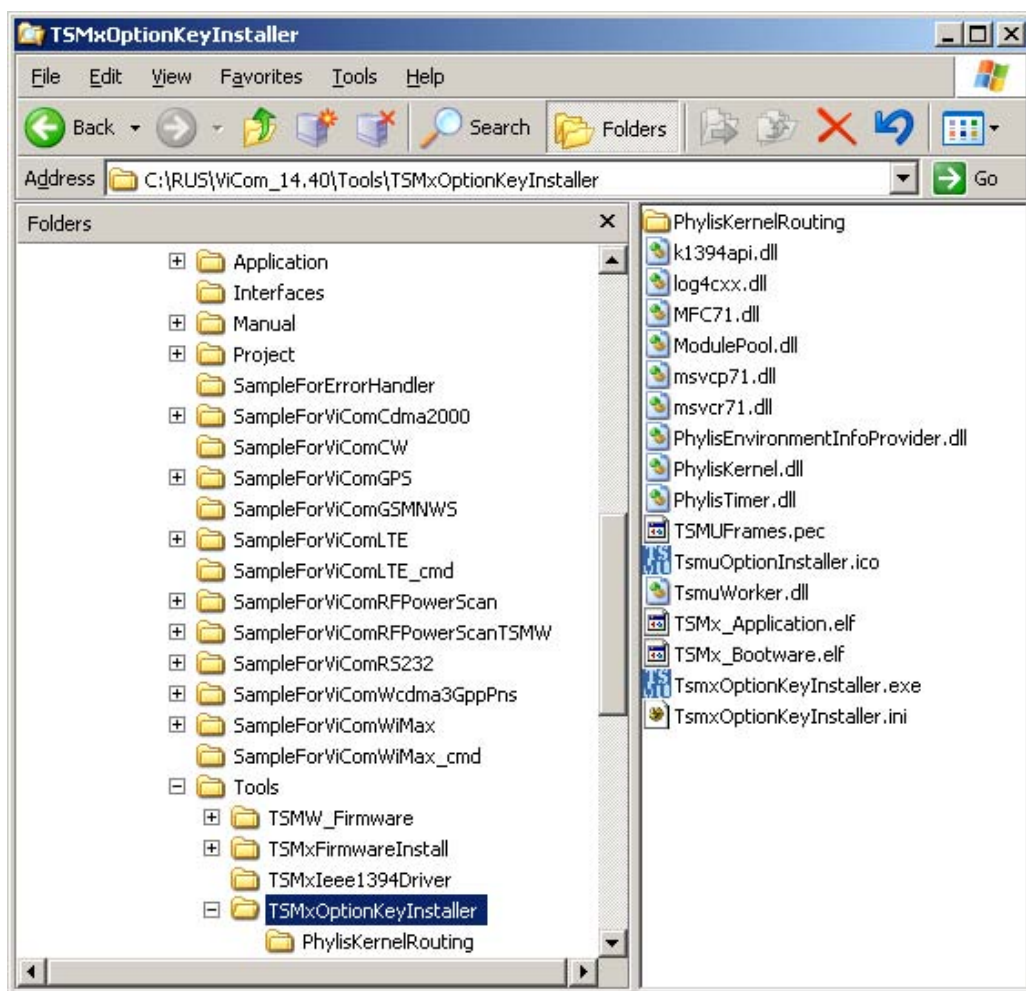 TSMxOptionKeyInstaller
File Edit View Favorites Tools Help
Back Search Folders
Address C:\RUS\ViCom_14.40\Tools\TSMxOptionKeyInstaller Go
Folders
Application
Interfaces
Manual
Project
SampleForErrorHandler
SampleForViComCdma2000
SampleForViComCW
SampleForViComGPS
SampleForViComGSMNWS
SampleForViComLTE
SampleForViComLTE_cmd
SampleForViComRFPowerScan
SampleForViComRFPowerScanTSMW
SampleForViComRS232
SampleForViComWcdma3GppPns
SampleForViComWiMax
SampleForViComWiMax_cmd
Tools
TSMW_Firmware
TSMxFirmwareInstall
TSMxIeee1394Driver
TSMxOptionKeyInstaller
PhylisKernelRouting
PhylisKernelRouting
k1394api.dll
log4cxx.dll
MFC71.dll
ModulePool.dll
msvcp71.dll
msvcr71.dll
PhylisEnvironmentInfoProvider.dll
PhylisKernel.dll
PhylisTimer.dll
TSMUFrames.pec
TsmuOptionInstaller.ico
TsmuWorker.dll
TSMx_Application.elf
TSMx_Bootware.elf
TsmxOptionKeyInstaller.exe
TsmxOptionKeyInstaller.ini